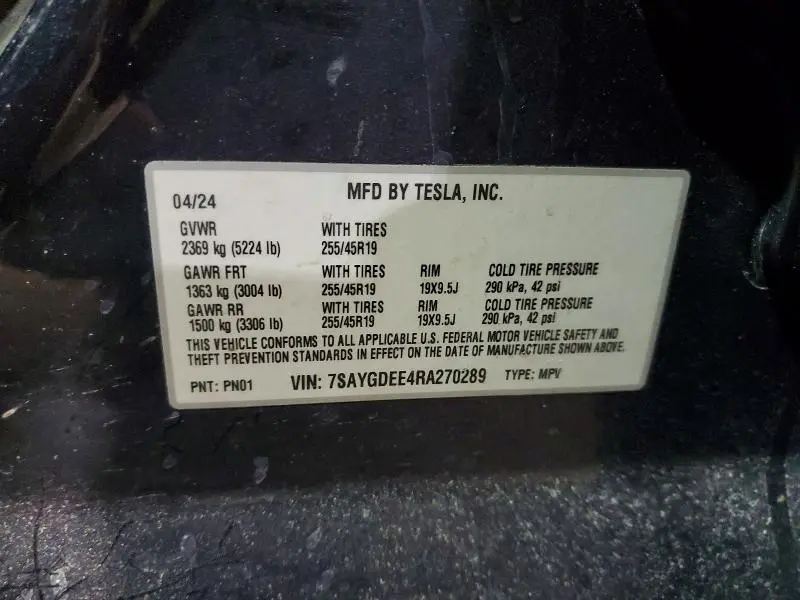 04/24 MFD BY TESLA, INC.
GVWR WITH TIRES
2369 kg (5224 lb) 255/45R19
GAWR FRT WITH TIRES RIM COLD TIRE PRESSURE
1363 kg (3004 lb) 255/45R19 19X9.5J 290 kPa, 42 psi
GAWR RR WITH TIRES RIM COLD TIRE PRESSURE
1500 kg (3306 lb) 255/45R19 19X9.5J 290 kPa, 42 psi
THIS VEHICLE CONFORMS TO ALL APPLICABLE U.S. FEDERAL MOTOR VEHICLE SAFETY AND
THEFT PREVENTION STANDARDS IN EFFECT ON THE DATE OF MANUFACTURE SHOWN ABOVE.
PNT: PN01 VIN: 7SAYGDEE4RA270289 TYPE: MPV